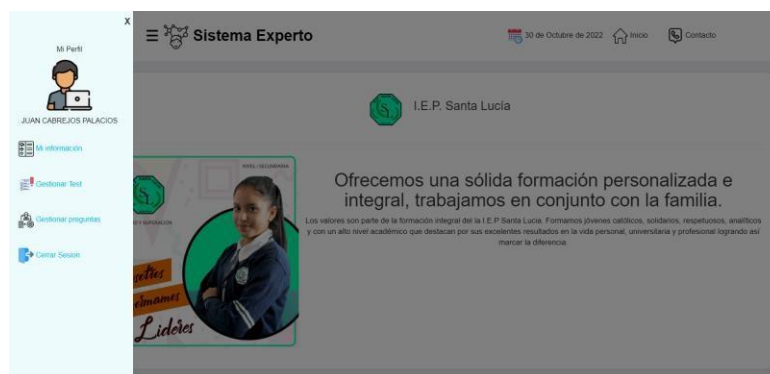 X
Mi Perfil
JUAN CABREJOS PALACIOS
Mi información
Gestionar Test
Gestionar preguntas
Cerrar Sesión
Sistema Experto
30 de Octubre de 2022
Inicio
Contacto
I.E.P. Santa Lucía
NIVEL: SECUNDARIA
SL
Y SUPERACIÓN
Líderes
Ofrecemos una sólida formación personalizada e
integral, trabajamos en conjunto con la familia.
Los valores son parte de la formación integral del la I.E.P Santa Lucia. Formamos jóvenes católicos, solidarios, respetuosos, analíticos
y con un alto nivel académico que destacan por sus excelentes resultados en la vida personal, universitaria y profesional logrando así
marcar la diferencia.